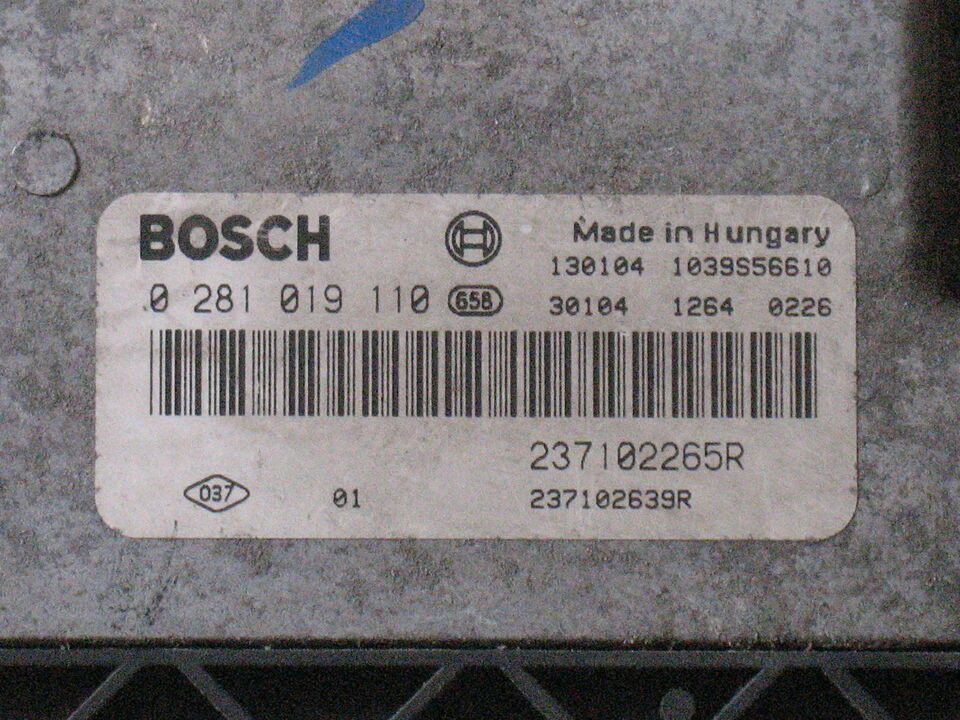 BOSCH
Made in Hungary
130104 1039S56610
0 281 019 110 658
30104 1264 0226
237102265R
037 01 237102639R